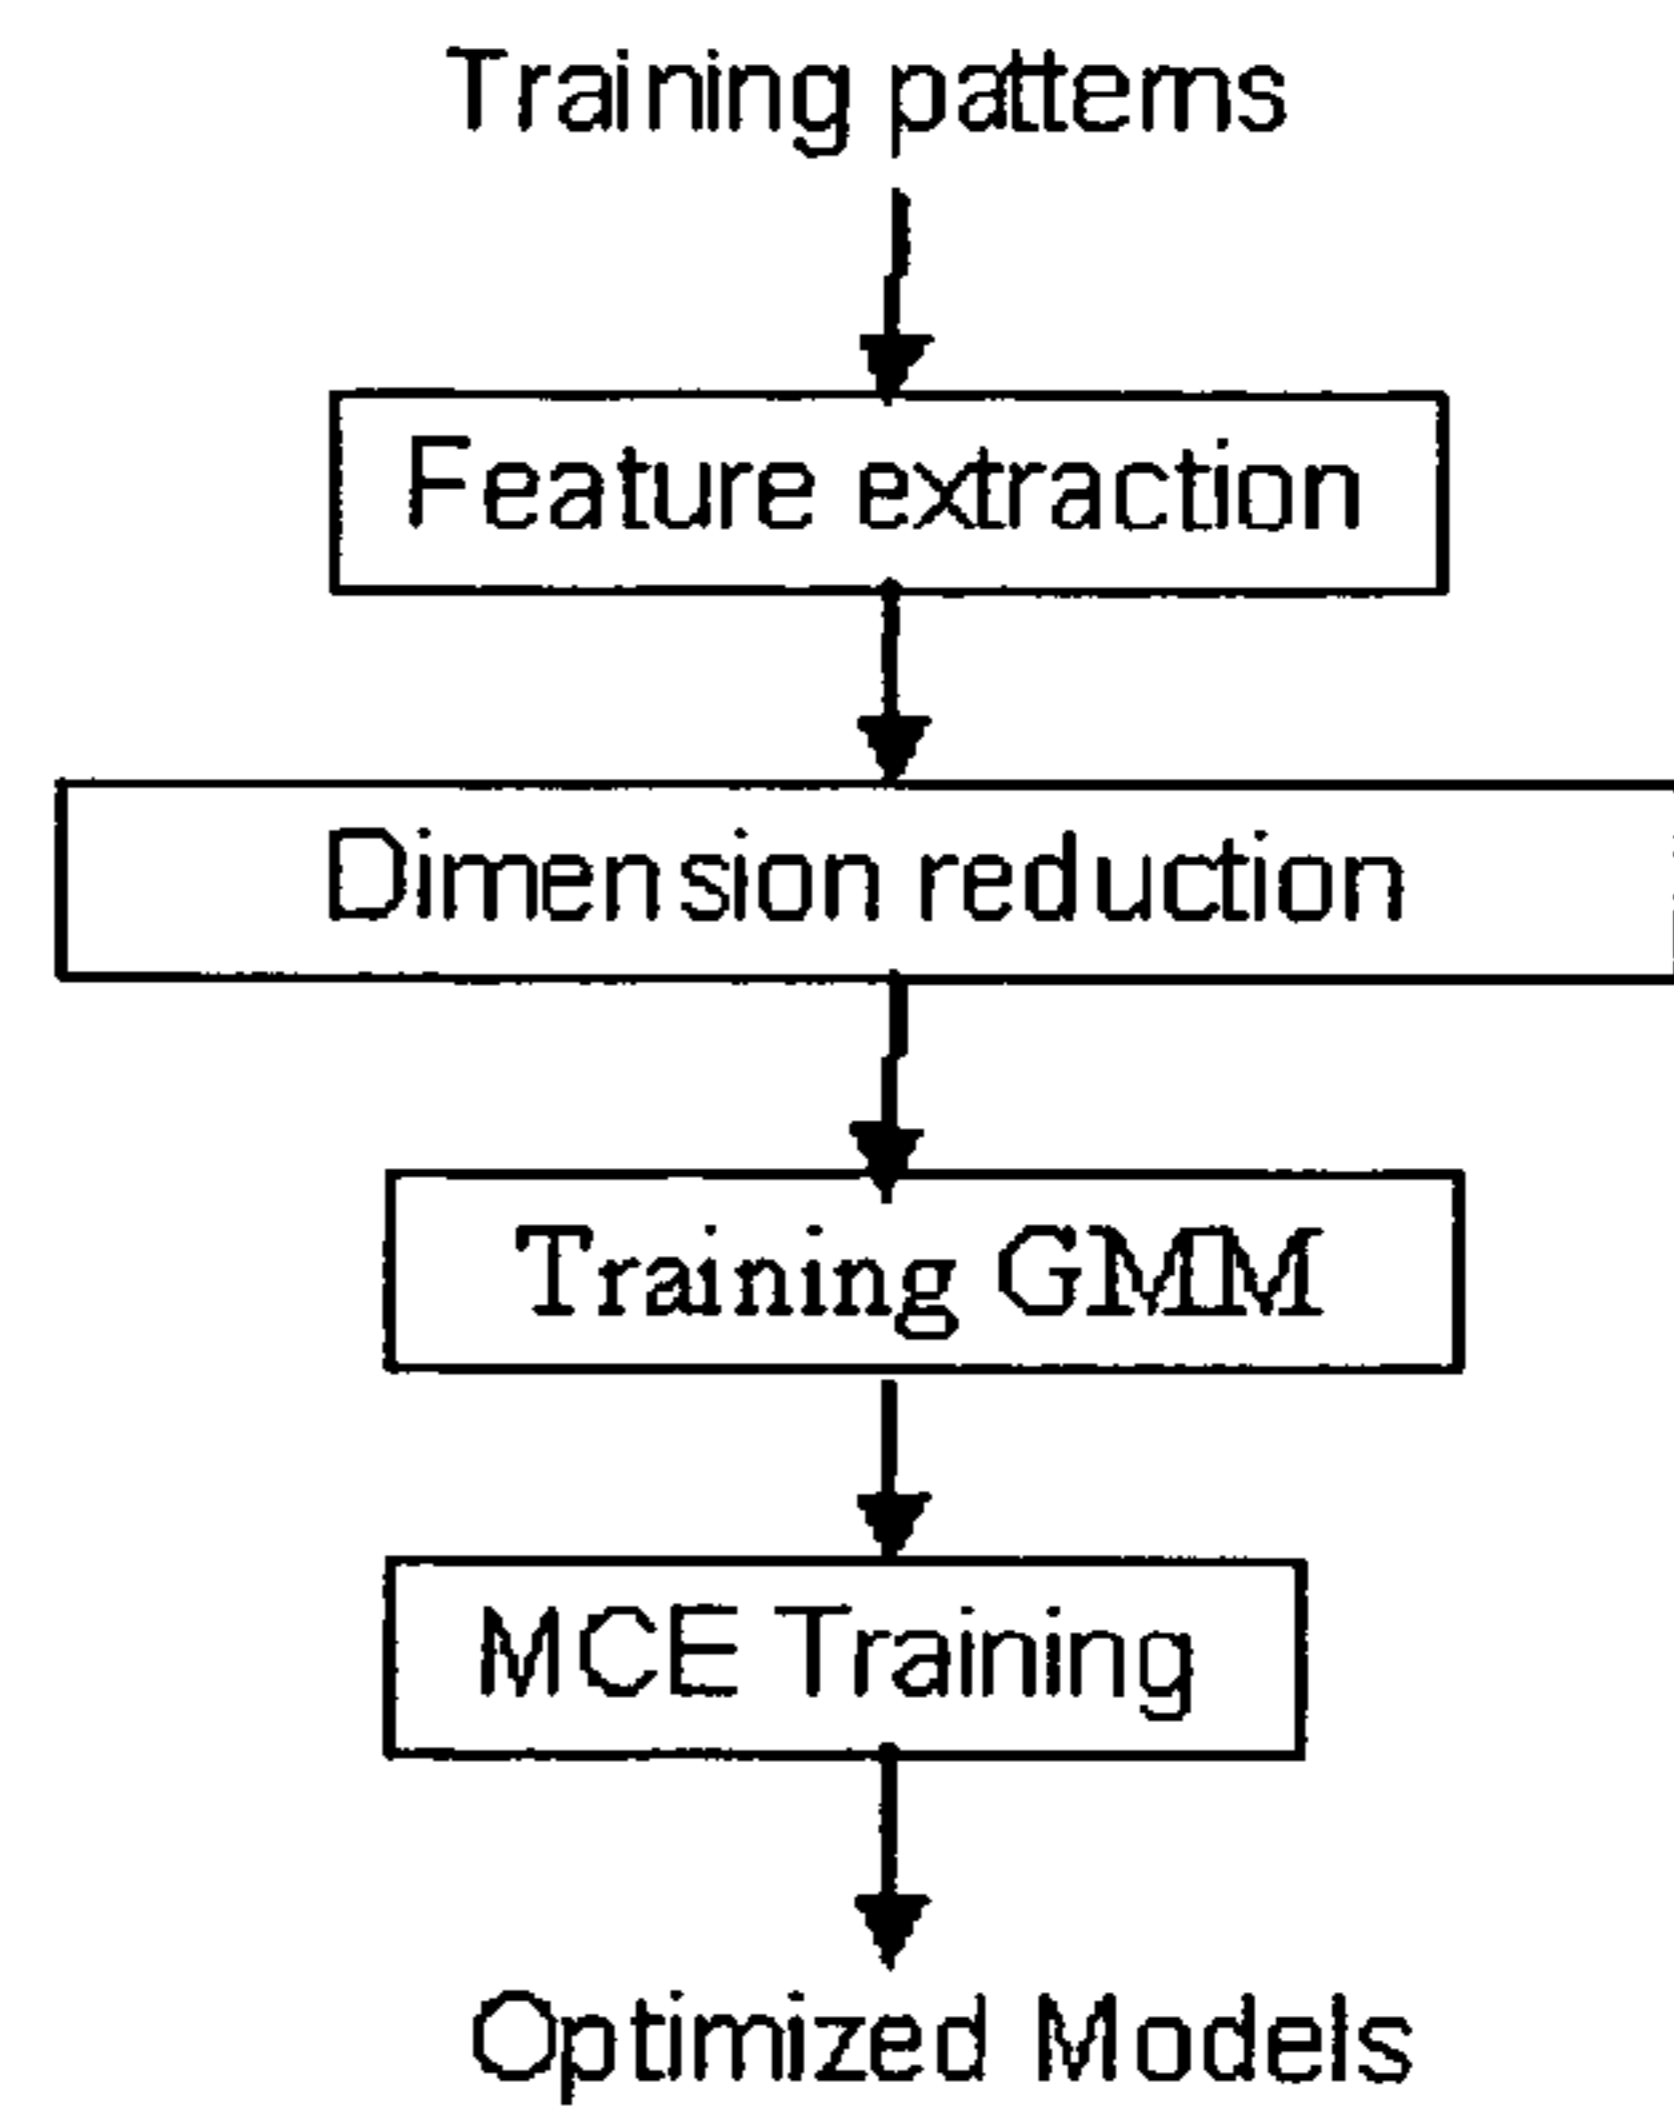 Training patterns
Feature extraction
Dimension reduction
Training GMM
MCE Training
Optimized Models